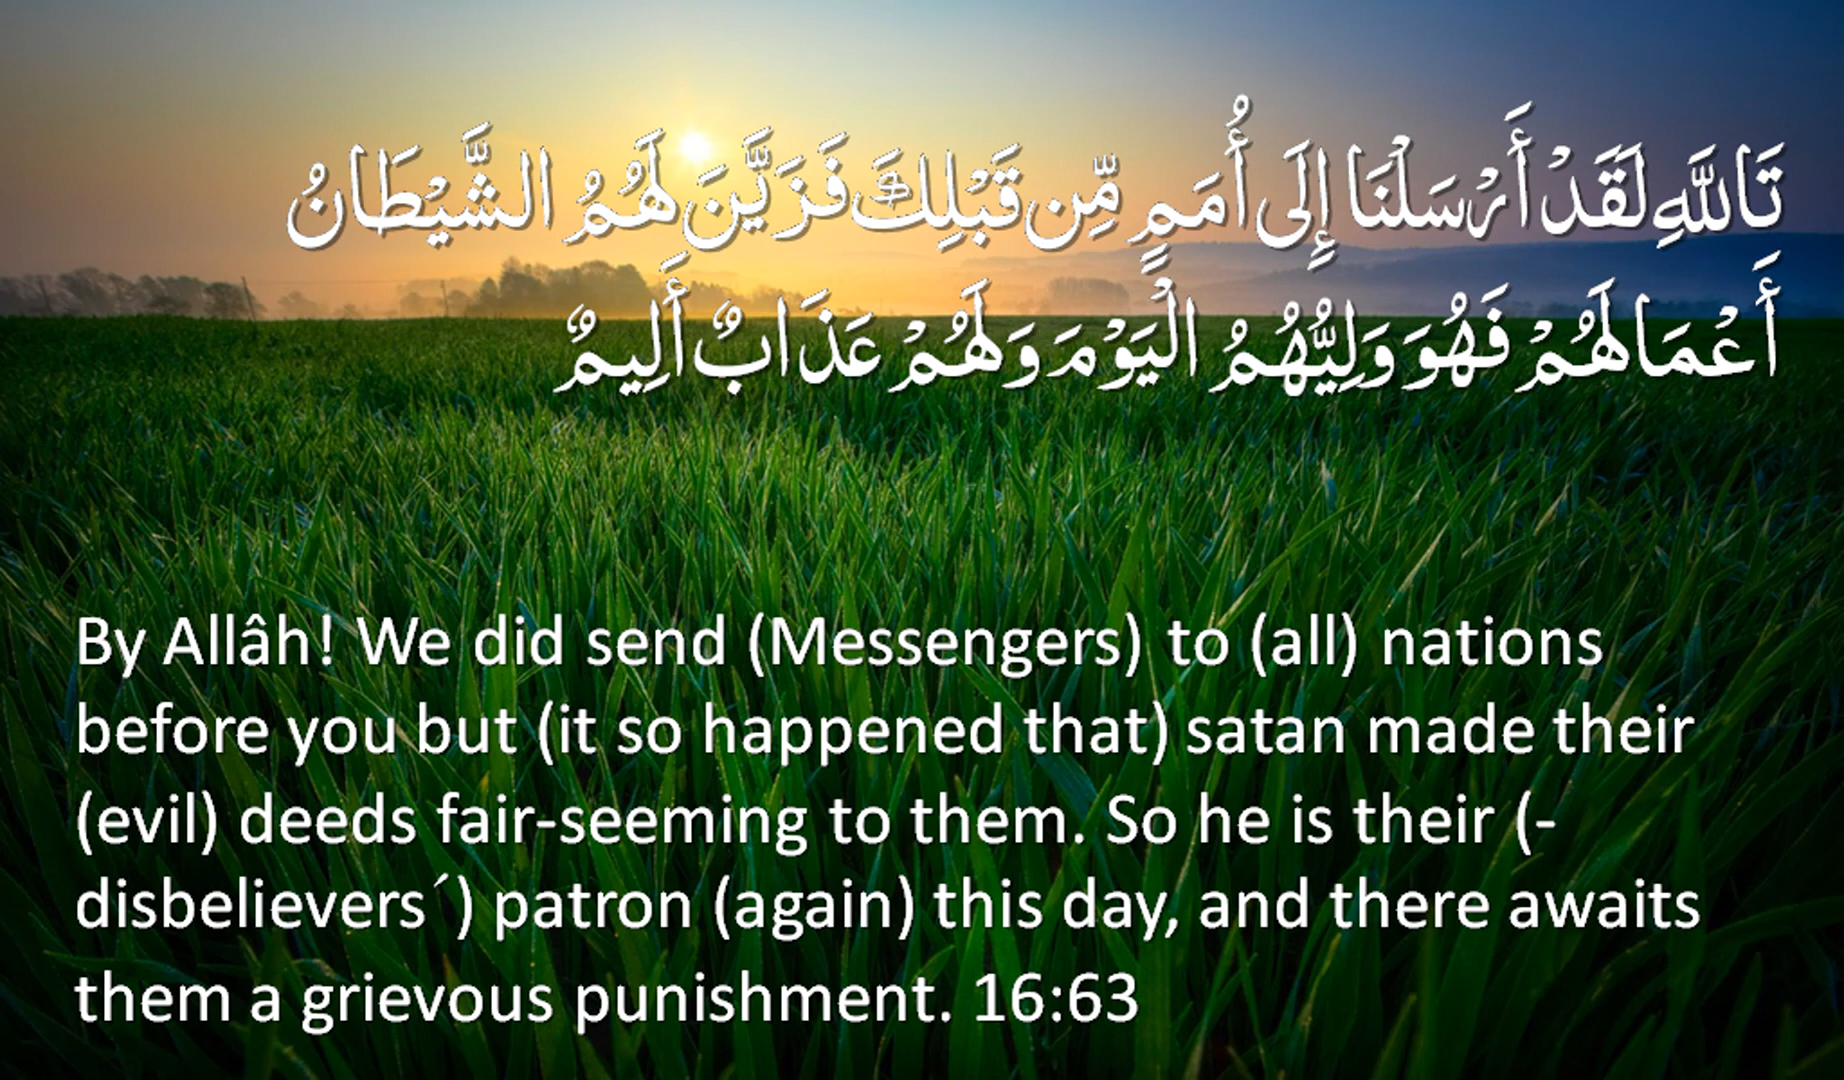 تَاللَّهِ لَقَدْ أَرْسَلْنَا إِلَى أُمَمٍ مِّن قَبْلِكَ فَزَيَّنَ لَهُمُ الشَّيْطَانُ
أَعْمَالَهُمْ فَهُوَ وَلِيُّهُمُ الْيَوْمَ وَلَهُمْ عَذَابٌ أَلِيمٌ
By Allâh! We did send (Messengers) to (all) nations
before you but (it so happened that) satan made their
(evil) deeds fair-seeming to them. So he is their (-
disbelievers´) patron (again) this day, and there awaits
them a grievous punishment. 16:63